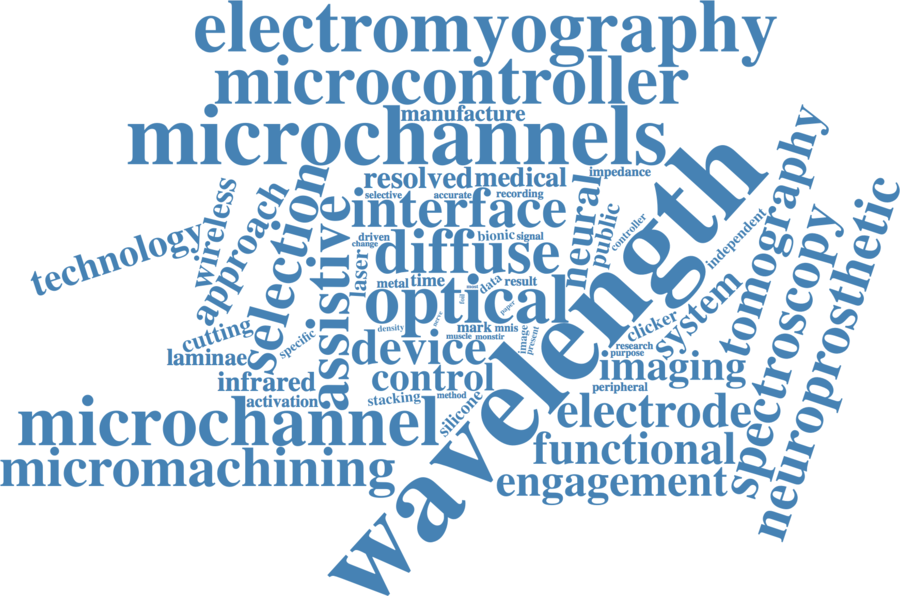 electromyography
microcontroller
manufacture
microchannels
impedance
resolved medical
selective accurate recording
interface
neural
public
controller
tomography
wireless
approach
selection
assistive
technology
driven
change
bionic signal
diffuse
independent
laser
metal time data result
optical
paper
nerve
density
mark mnis
muscle monstir
image
present
clicker
system
spectroscopy
neuroprosthetic
cutting
specific
laminae
device
research
purpose
imaging
infrared
control
peripheral
activation
stacking method
silicone
wavelength
microchannel
electrode
functional
micromachining
engagement